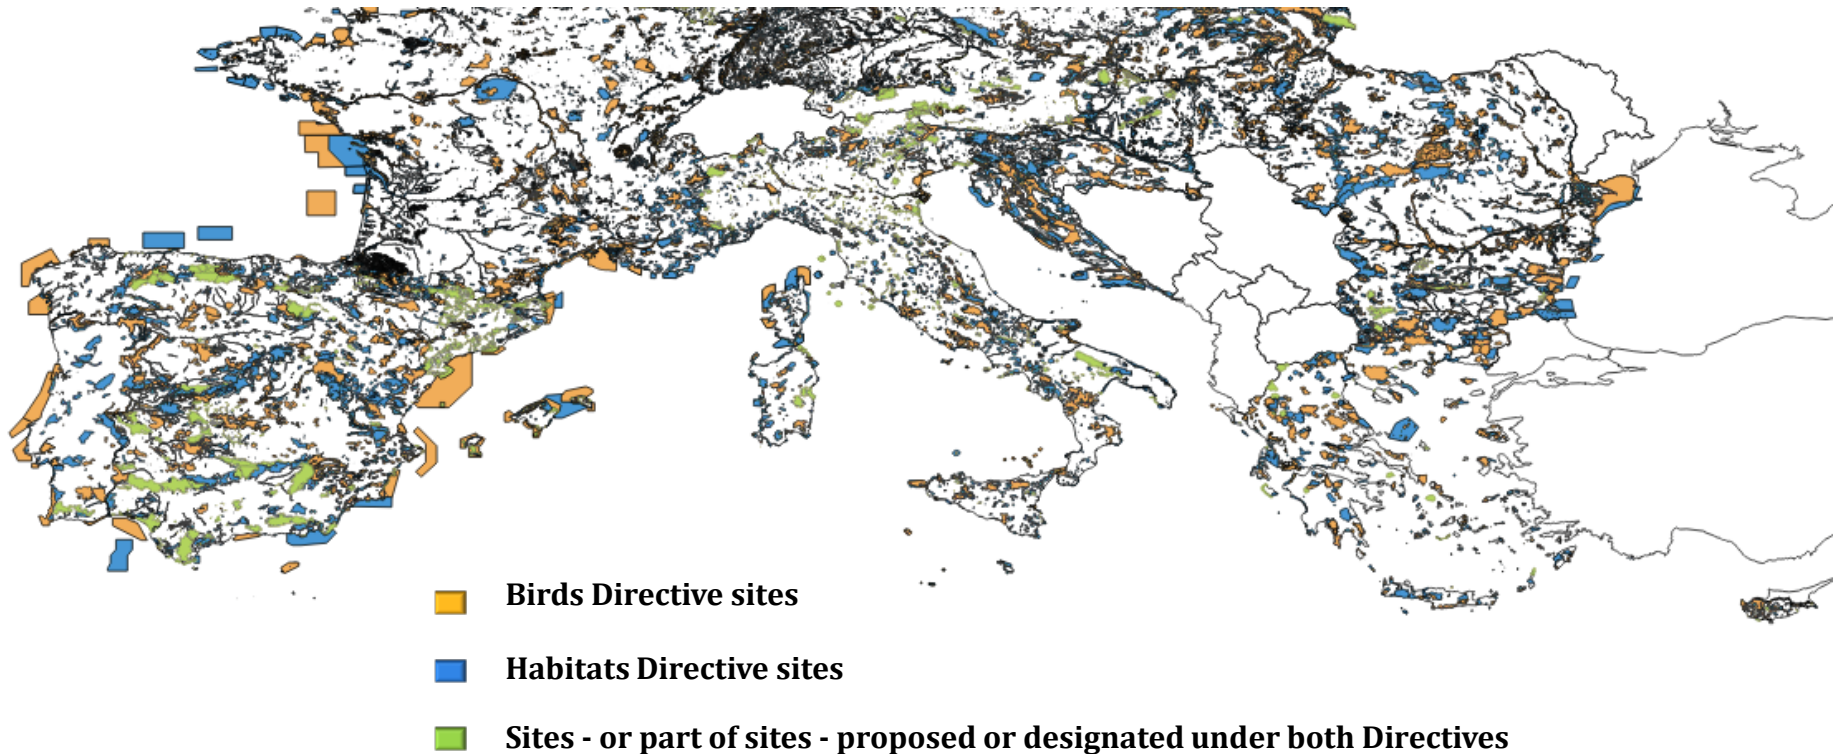 Birds Directive sites
Habitats Directive sites
Sites - or part of sites - proposed or designated under both Directives